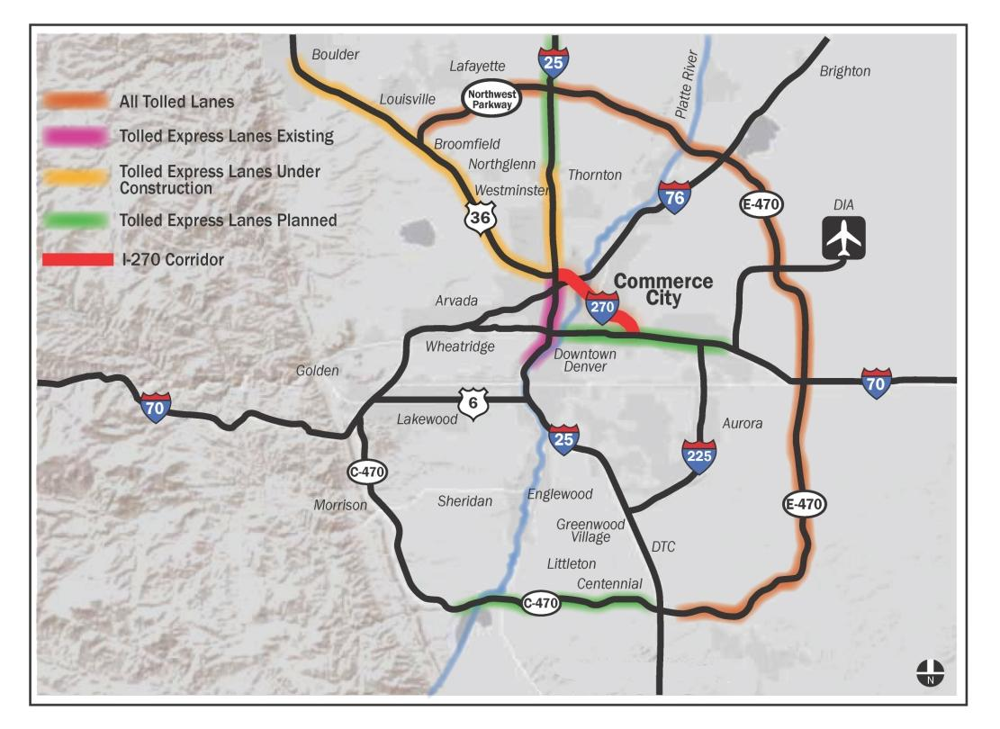 Boulder
25
Lafayette
Platte River
Brighton
All Tolled Lanes
Louisville
Northwest
Parkway
Tolled Express Lanes Existing
Broomfield
Northglenn
Tolled Express Lanes Under
Construction
Thornton
Westminster
76
E-470
36
DIA
Tolled Express Lanes Planned
I-270 Corridor
Commerce
City
Arvada
270
Wheatridge
Downtown
Denver
Golden
70
70
6
Lakewood
Aurora
25
225
C-470
Morrison
Sheridan
Englewood
E-470
Greenwood
Village
DTC
Littleton
Centennial
C-470
N